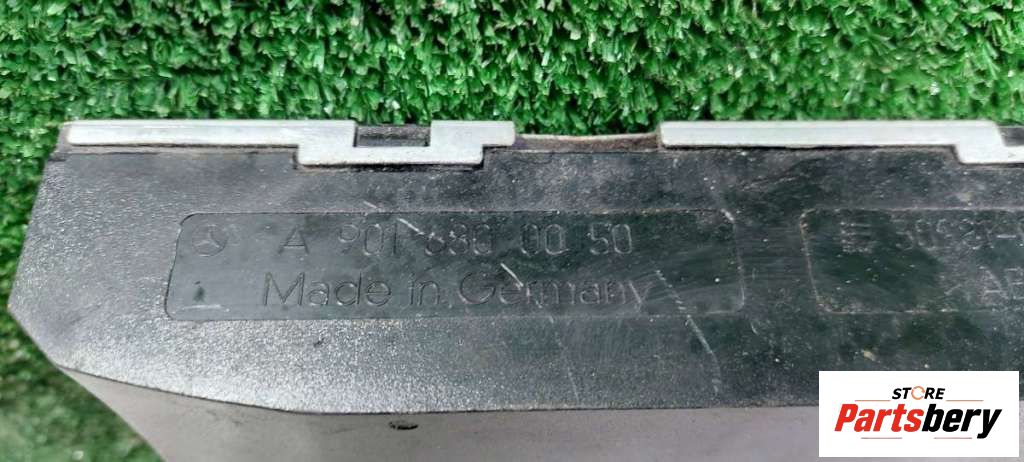 A 901 680 00 50
Made in Germany
STORE
Partsbery